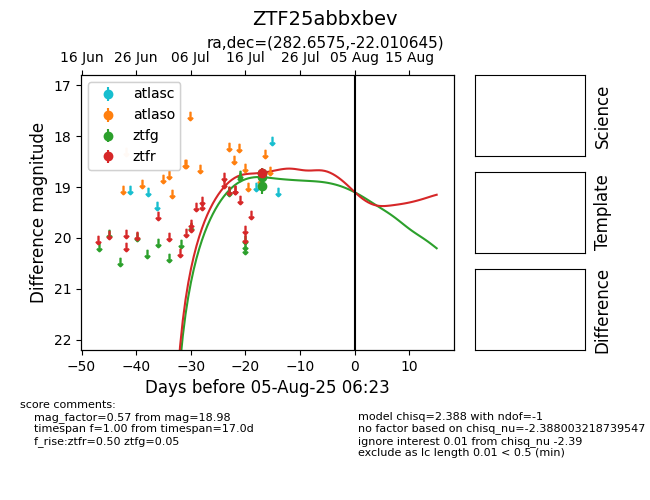 ZTF25abbxbev
ra,dec=(282.6575,-22.010645)
16 Jun 26 Jun 06 Jul 16 Jul 26 Jul 05 Aug 15 Aug
atlasc
atlaso
ztfg
ztfr
17
18
19
20
21
22
Difference magnitude
−50 −40 −30 −20 −10 0 10
Days before 05-Aug-25 06:23
Science
Template
Difference
score comments:
mag_factor=0.57 from mag=18.98
timespan f=1.00 from timespan=17.0d
f_rise:ztfr=0.50 ztfg=0.05
model chisq=2.388 with ndof=-1
no factor based on chisq_nu=-2.388003218739547
ignore interest 0.01 from chisq_nu -2.39
exclude as lc length 0.01 < 0.5 (min)